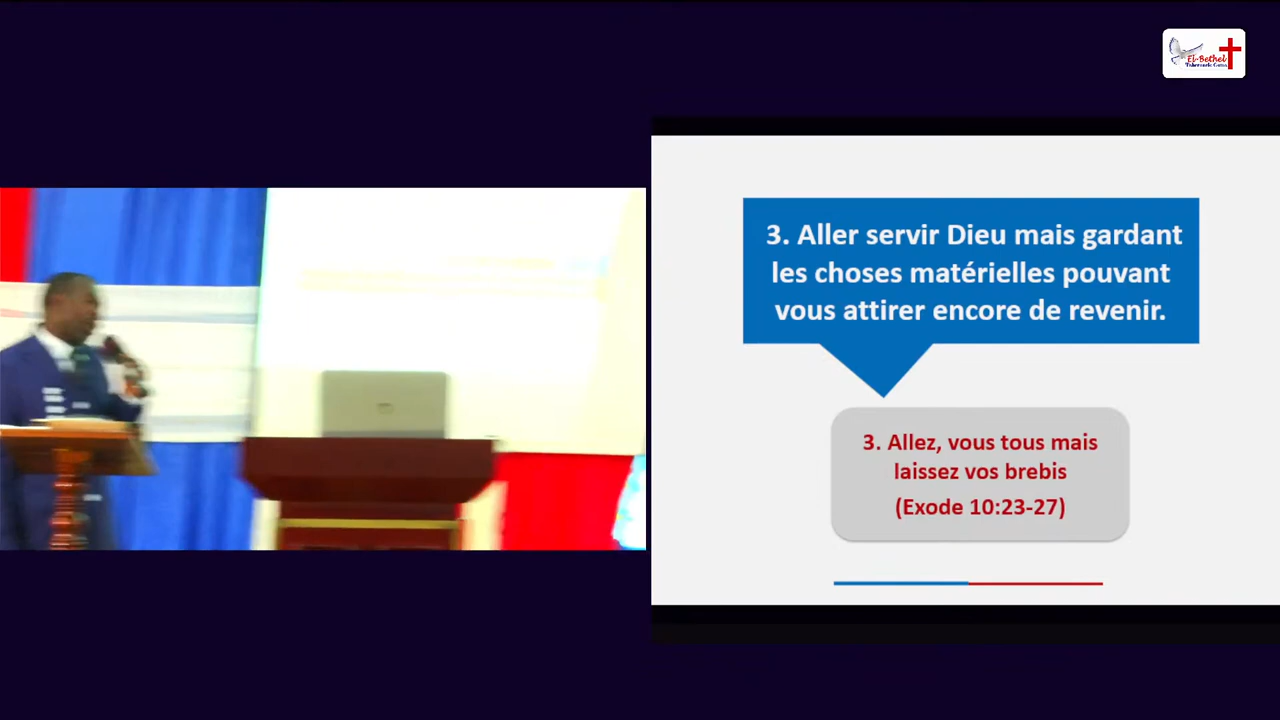 El-Bethel
3. Aller servir Dieu mais gardant
les choses matérielles pouvant
vous attirer encore de revenir.
3. Allez, vous tous mais
laissez vos brebis
(Exode 10:23-27)